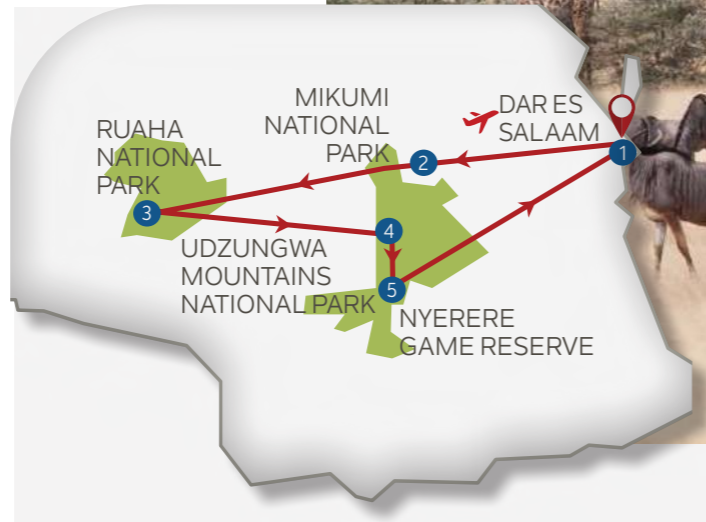 MIKUMI
NATIONAL
PARK
DAR ES
SALAAM
1
2
RUAHA
NATIONAL
PARK
3
4
UDZUNGWA
MOUNTAINS
NATIONAL PARK
5
NYERERE
GAME RESERVE